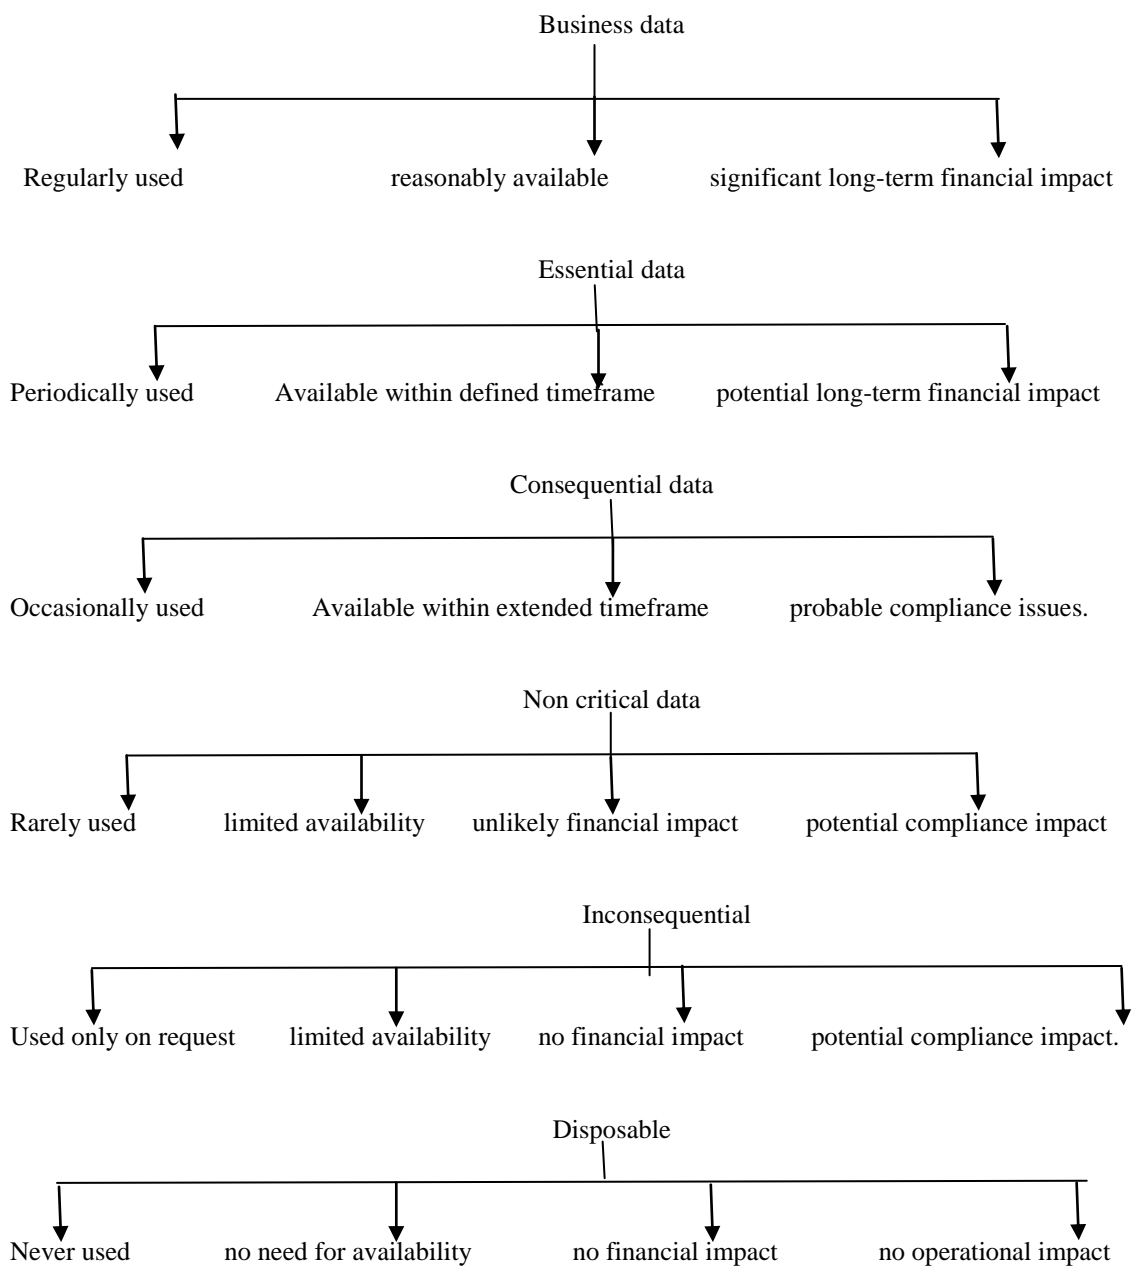 Business data
Regularly used reasonably available significant long-term financial impact
Essential data
Periodically used Available within defined timeframe potential long-term financial impact
Consequential data
Occasionally used Available within extended timeframe probable compliance issues.
Non critical data
Rarely used limited availability unlikely financial impact potential compliance impact
Inconsequential
Used only on request limited availability no financial impact potential compliance impact.
Disposable
Never used no need for availability no financial impact no operational impact